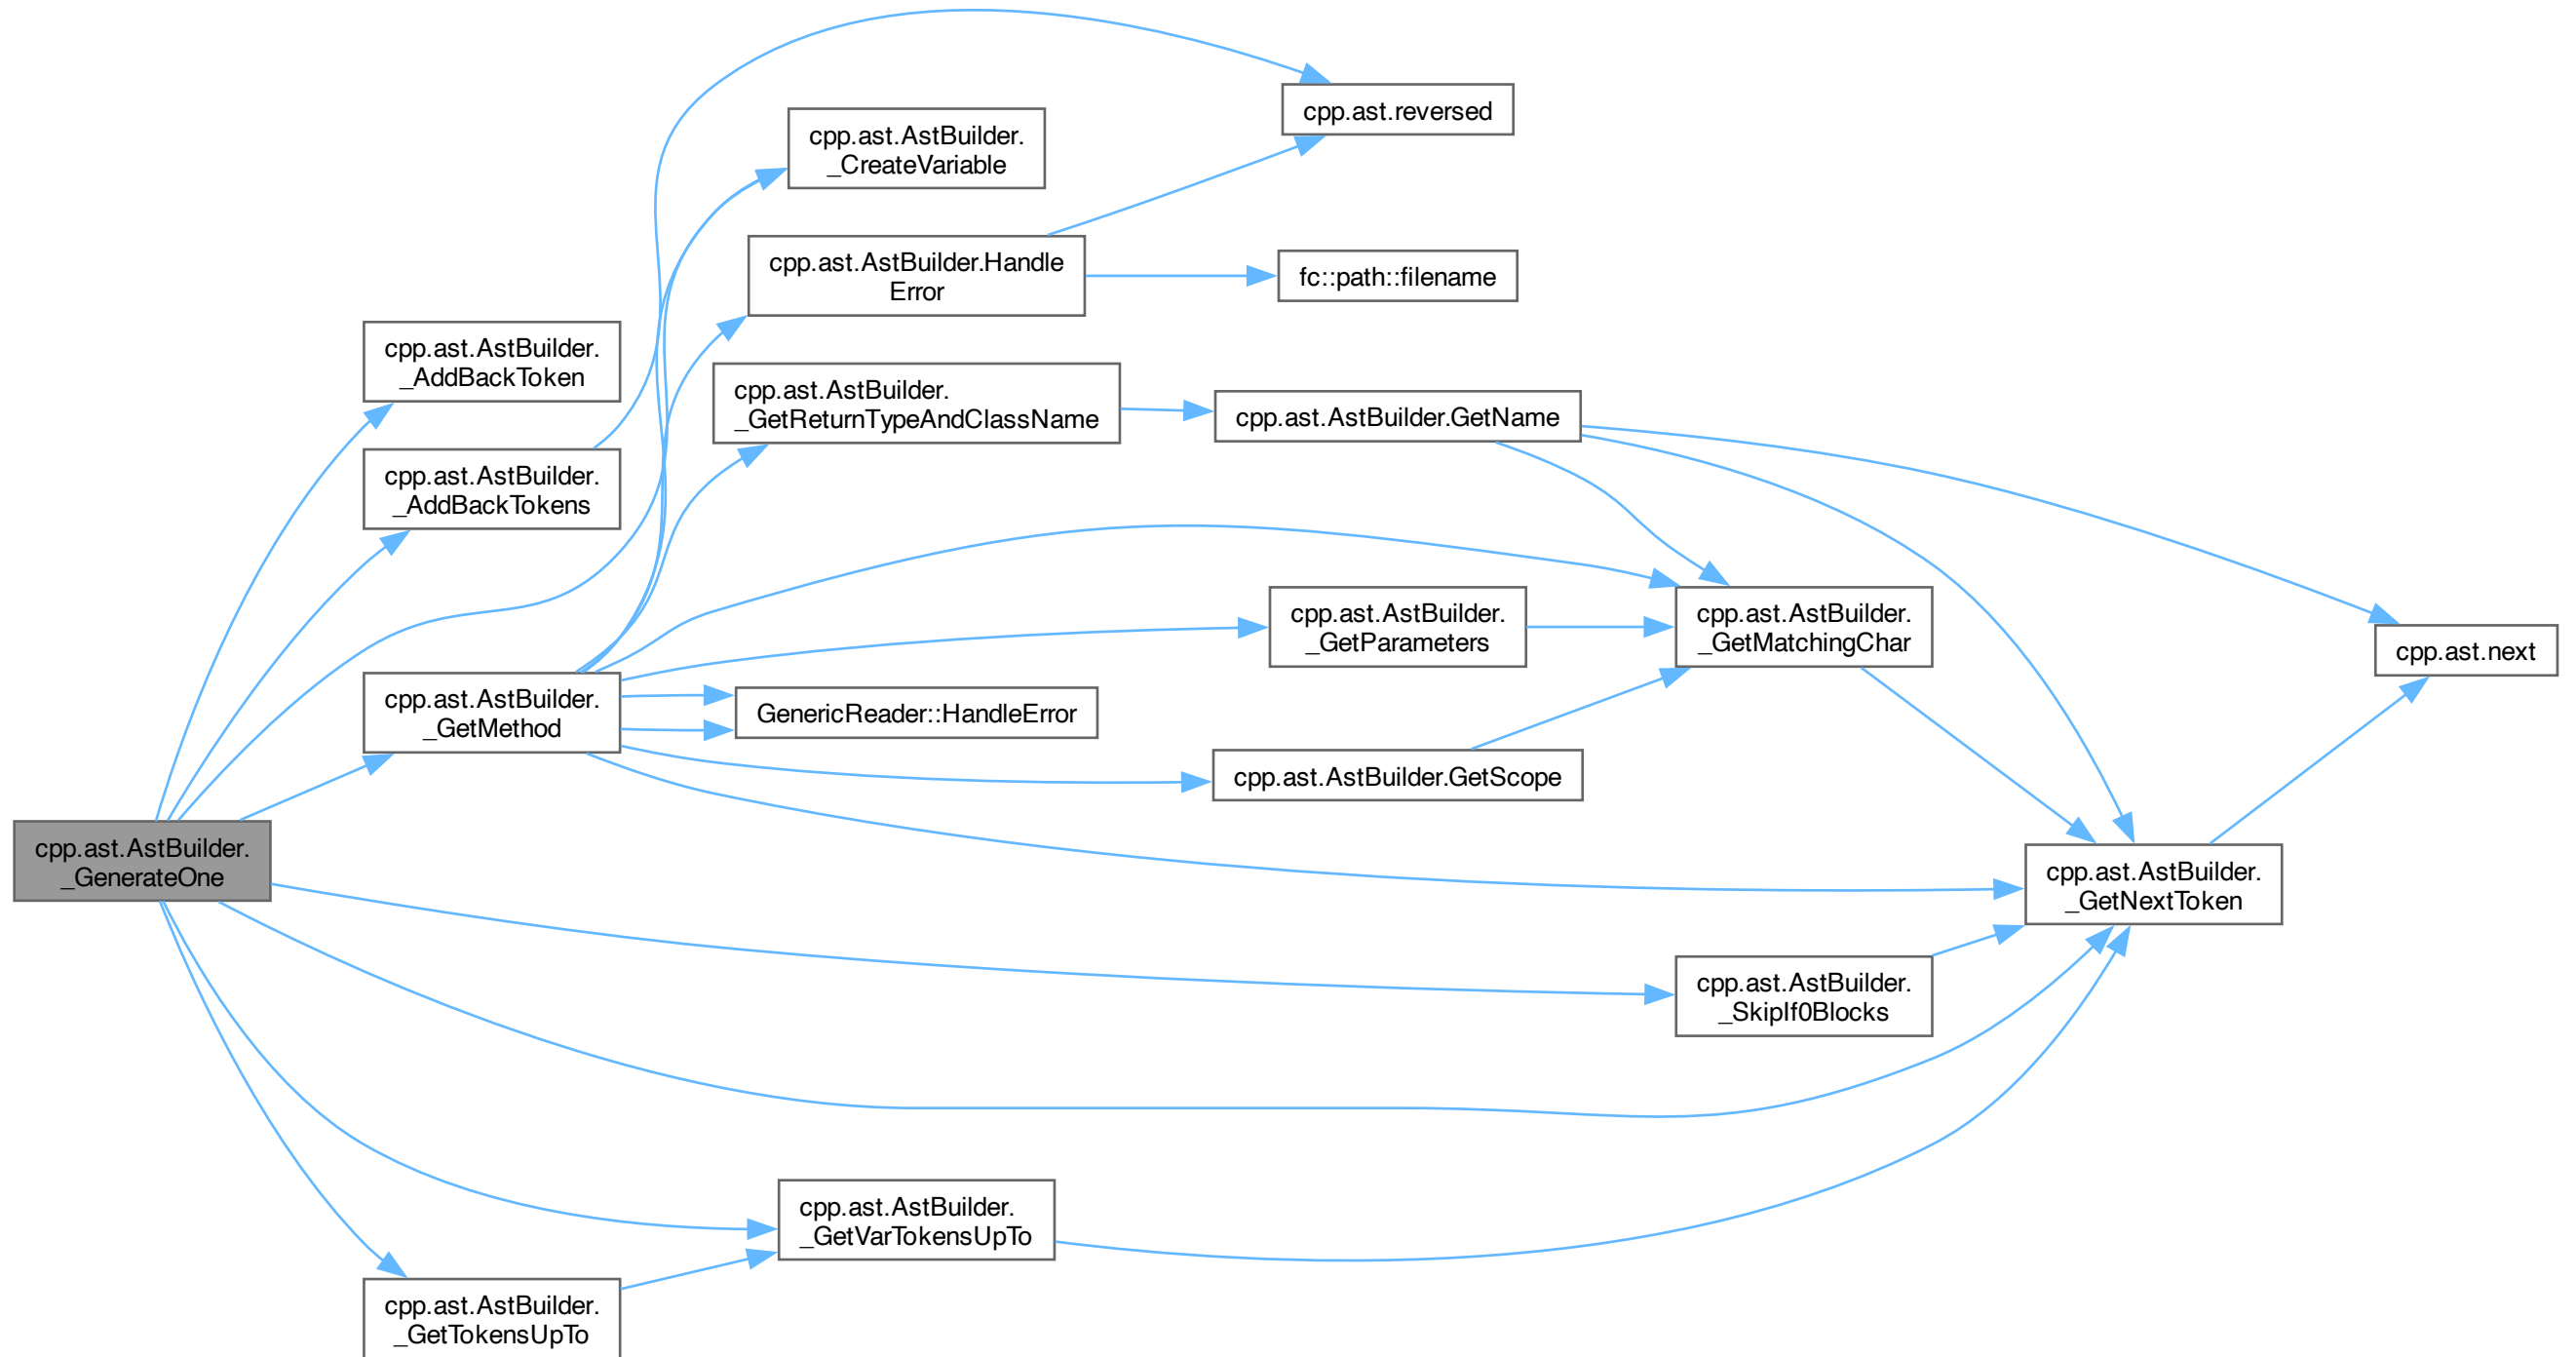 cpp.ast.reversed
cpp.ast.AstBuilder.
_CreateVariable
cpp.ast.AstBuilder.Handle
Error
fc::path::filename
cpp.ast.AstBuilder.
_AddBackToken
cpp.ast.AstBuilder.
_GetReturnTypeAndClassName
cpp.ast.AstBuilder.GetName
cpp.ast.AstBuilder.
_AddBackTokens
cpp.ast.AstBuilder.
_GetParameters
cpp.ast.AstBuilder.
_GetMatchingChar
cpp.ast.next
cpp.ast.AstBuilder.
_GetMethod
GenericReader::HandleError
cpp.ast.AstBuilder.GetScope
cpp.ast.AstBuilder.
_GenerateOne
cpp.ast.AstBuilder.
_GetNextToken
cpp.ast.AstBuilder.
_SkipIf0Blocks
cpp.ast.AstBuilder.
_GetVarTokensUpTo
cpp.ast.AstBuilder.
_GetTokensUpTo